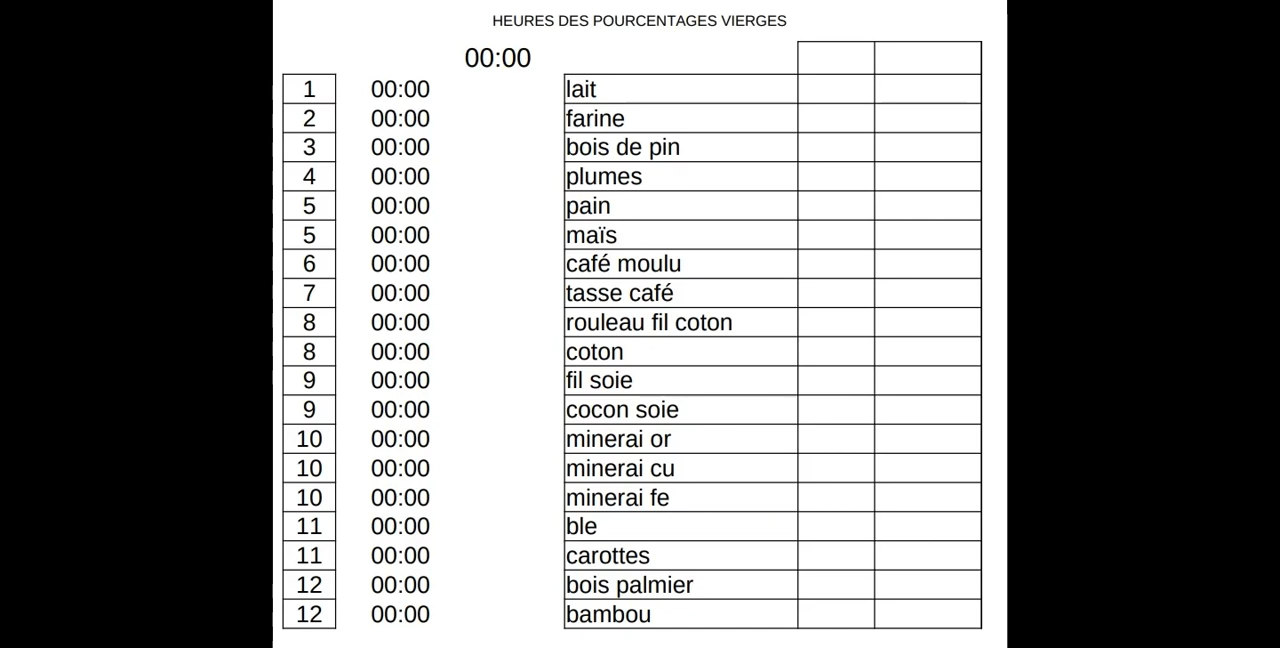 HEURES DES POURCENTAGES VIERGES
00:00
1 00:00 lait
2 00:00 farine
3 00:00 bois de pin
4 00:00 plumes
5 00:00 pain
5 00:00 maïs
6 00:00 café moulu
7 00:00 tasse café
8 00:00 rouleau fil coton
8 00:00 coton
9 00:00 fil soie
9 00:00 cocon soie
10 00:00 minerai or
10 00:00 minerai cu
10 00:00 minerai fe
11 00:00 ble
11 00:00 carottes
12 00:00 bois palmier
12 00:00 bambou